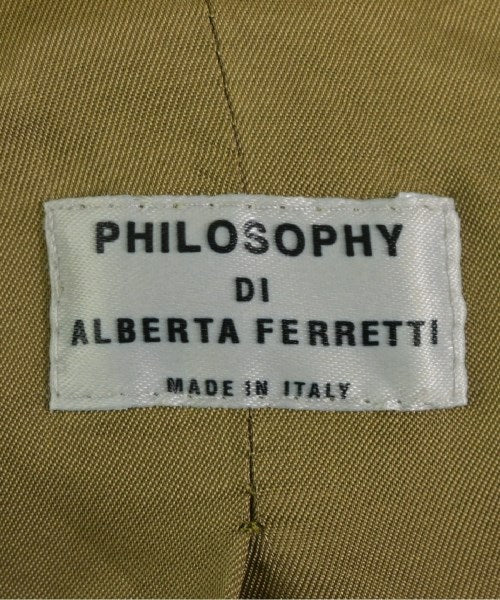 PHILOSOPHY
DI
ALBERTA FERRETTI
MADE IN ITALY